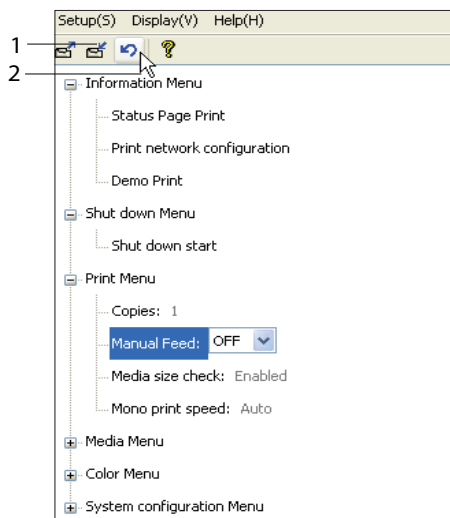 Setup(S) Display(V) Help(H)
1
2
Information Menu
Status Page Print
Print network configuration
Demo Print
Shut down Menu
Shut down start
Print Menu
Copies: 1
Manual Feed: OFF
Media size check: Enabled
Mono print speed: Auto
Media Menu
Color Menu
System configuration Menu